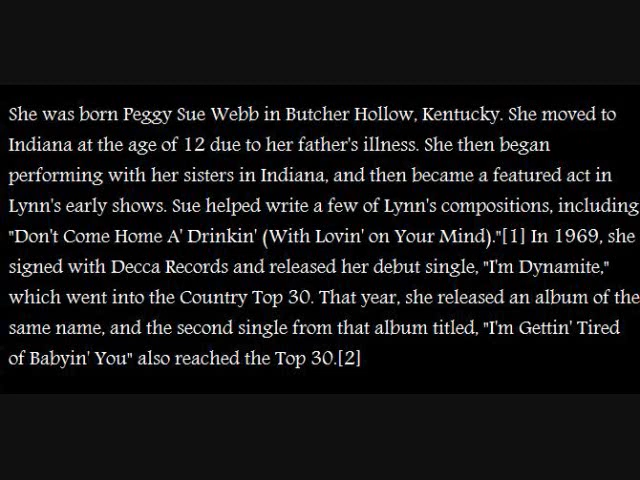 She was born Peggy Sue Webb in Butcher Hollow, Kentucky. She moved to
Indiana at the age of 12 due to her father's illness. She then began
performing with her sisters in Indiana, and then became a featured act in
Lynn's early shows. Sue helped write a few of Lynn's compositions, including
"Don't Come Home A' Drinkin' (With Lovin' on Your Mind)."[1] In 1969, she
signed with Decca Records and released her debut single, "I'm Dynamite,"
which went into the Country Top 30. That year, she released an album of the
same name, and the second single from that album titled, "I'm Gettin' Tired
of Babyin' You" also reached the Top 30.[2]